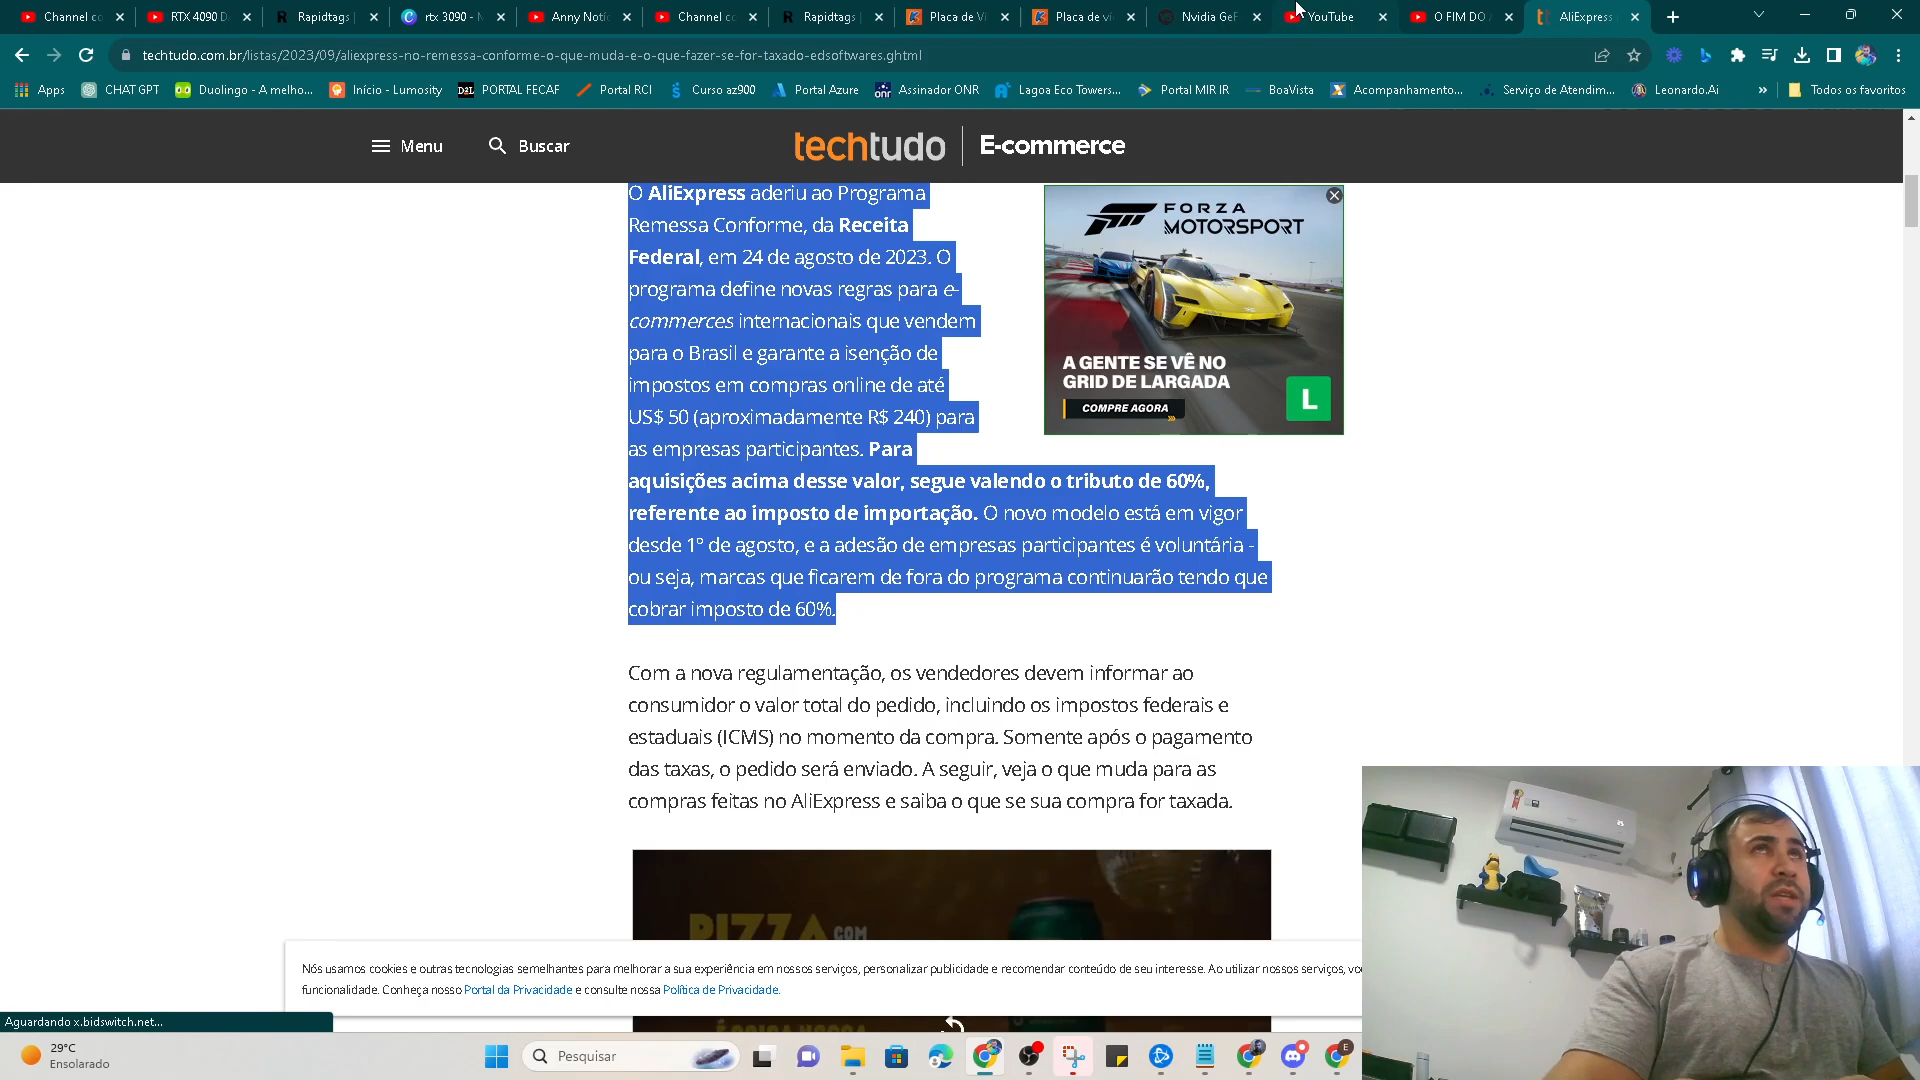 Channel co
RTX 4090 D
Rapidtags
rtx 3090 - N
Anny Notíc
Channel co
Rapidtags
Placa de Vi
Placa de ví
Nvidia GeF
YouTube
O FIM DO A
AliExpress
techtudo.com.br/listas/2023/09/aliexpress-no-remessa-conforme-o-que-muda-e-o-que-fazer-se-for-taxado-edsoftwares.ghtml
Apps
CHAT GPT
Duolingo - A melho...
Início - Lumosity
PORTAL FECAF
Portal RCI
Curso az900
Portal Azure
Assinador ONR
Lagoa Eco Towers...
Portal MIR IR
BoaVista
Acompanhamento...
Serviço de Atendim...
Leonardo.Ai
»
Todos os favoritos
Menu
Buscar
techtudo
E-commerce
O AliExpress aderiu ao Programa
Remessa Conforme, da Receita
Federal, em 24 de agosto de 2023. O
programa define novas regras para e-
commerces internacionais que vendem
para o Brasil e garante a isenção de
impostos em compras online de até
US$ 50 (aproximadamente R$ 240) para
as empresas participantes. Para
aquisições acima desse valor, segue valendo o tributo de 60%,
referente ao imposto de importação. O novo modelo está em vigor
desde 1º de agosto, e a adesão de empresas participantes é voluntária -
ou seja, marcas que ficarem de fora do programa continuarão tendo que
cobrar imposto de 60%.
FORZA
MOTORSPORT
A GENTE SE VÊ NO
GRID DE LARGADA
COMPRE AGORA
L
Com a nova regulamentação, os vendedores devem informar ao
consumidor o valor total do pedido, incluindo os impostos federais e
estaduais (ICMS) no momento da compra. Somente após o pagamento
das taxas, o pedido será enviado. A seguir, veja o que muda para as
compras feitas no AliExpress e saiba o que se sua compra for taxada.
PIZZA COM
Nós usamos cookies e outras tecnologias semelhantes para melhorar a sua experiência em nossos serviços, personalizar publicidade e recomendar conteúdo de seu interesse. Ao utilizar nossos serviços, vo
funcionalidade. Conheça nosso Portal da Privacidade e consulte nossa Política de Privacidade.
Aguardando x.bidswitch.net...
29°C
Ensolarado
Pesquisar